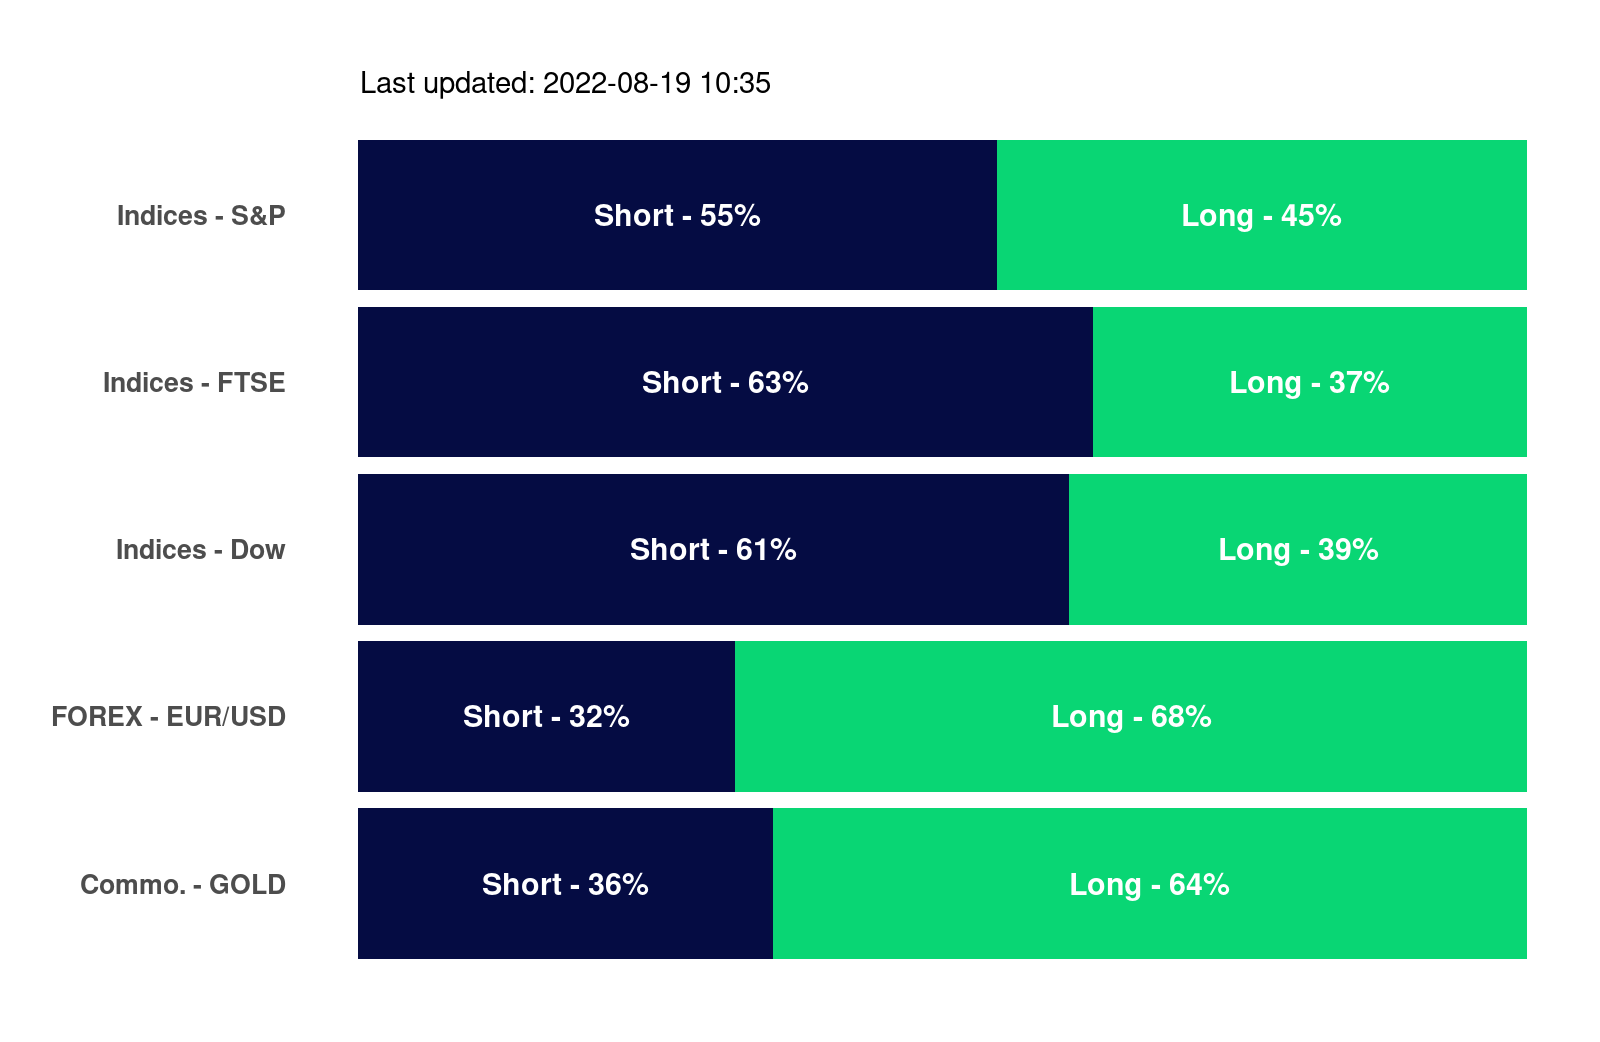 Last updated: 2022-08-19 10:35
Indices - S&P Short - 55% Long - 45%
Indices - FTSE Short - 63% Long - 37%
Indices - Dow Short - 61% Long - 39%
FOREX - EUR/USD Short - 32% Long - 68%
Commo. - GOLD Short - 36% Long - 64%